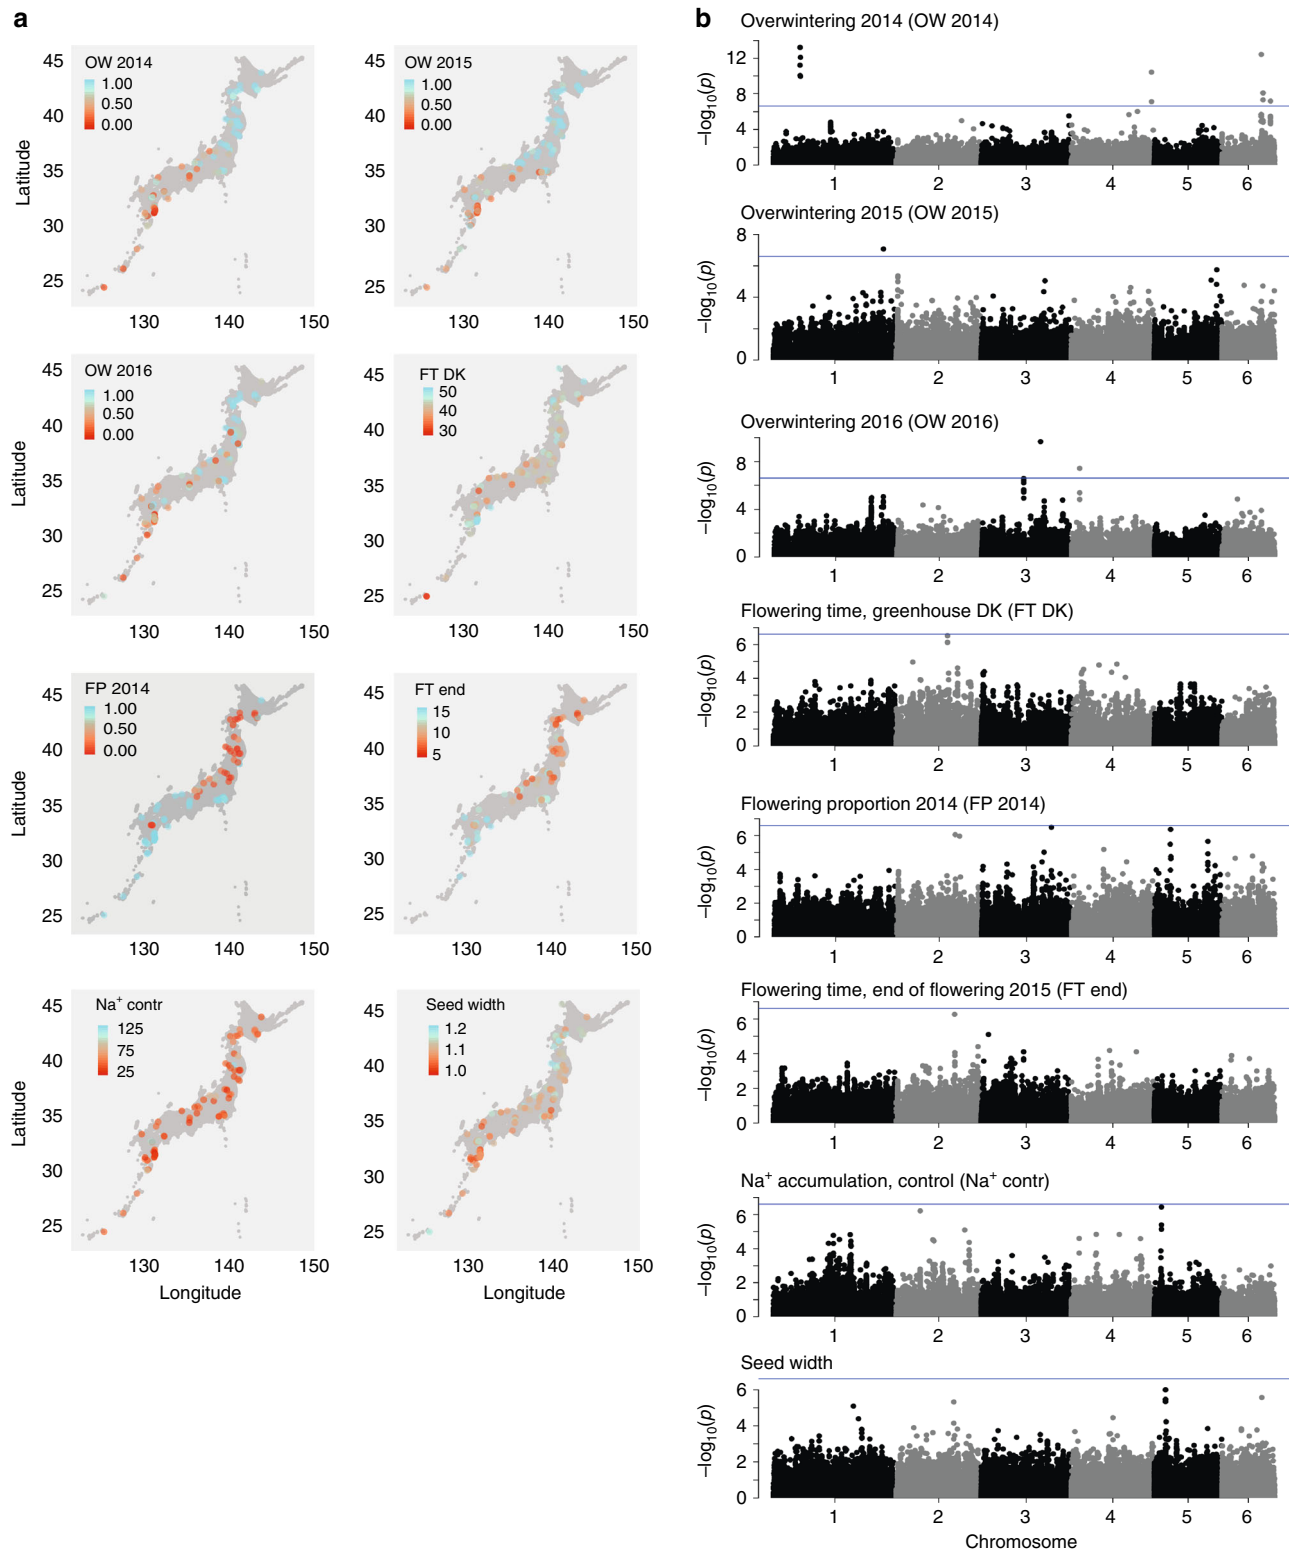 a
OW 2014
1.00
0.50
0.00
45
40
35
30
25
Latitude
130
140
150
OW 2015
1.00
0.50
0.00
45
40
35
30
25
130
140
150
OW 2016
1.00
0.50
0.00
45
40
35
30
25
Latitude
130
140
150
FT DK
50
40
30
45
40
35
30
25
130
140
150
FP 2014
1.00
0.50
0.00
45
40
35
30
25
Latitude
130
140
150
FT end
15
10
5
45
40
35
30
25
130
140
150
Na⁺ contr
125
75
25
45
40
35
30
25
Latitude
130
140
150
Longitude
Seed width
1.2
1.1
1.0
45
40
35
30
25
130
140
150
Longitude
b
Overwintering 2014 (OW 2014)
12
8
4
0
–log₁₀(p)
1 2 3 4 5 6
Overwintering 2015 (OW 2015)
8
4
0
–log₁₀(p)
1 2 3 4 5 6
Overwintering 2016 (OW 2016)
8
4
0
–log₁₀(p)
1 2 3 4 5 6
Flowering time, greenhouse DK (FT DK)
6
4
2
0
–log₁₀(p)
1 2 3 4 5 6
Flowering proportion 2014 (FP 2014)
6
4
2
0
–log₁₀(p)
1 2 3 4 5 6
Flowering time, end of flowering 2015 (FT end)
6
4
2
0
–log₁₀(p)
1 2 3 4 5 6
Na⁺ accumulation, control (Na⁺ contr)
6
4
2
0
–log₁₀(p)
1 2 3 4 5 6
Seed width
6
4
2
0
–log₁₀(p)
1 2 3 4 5 6
Chromosome